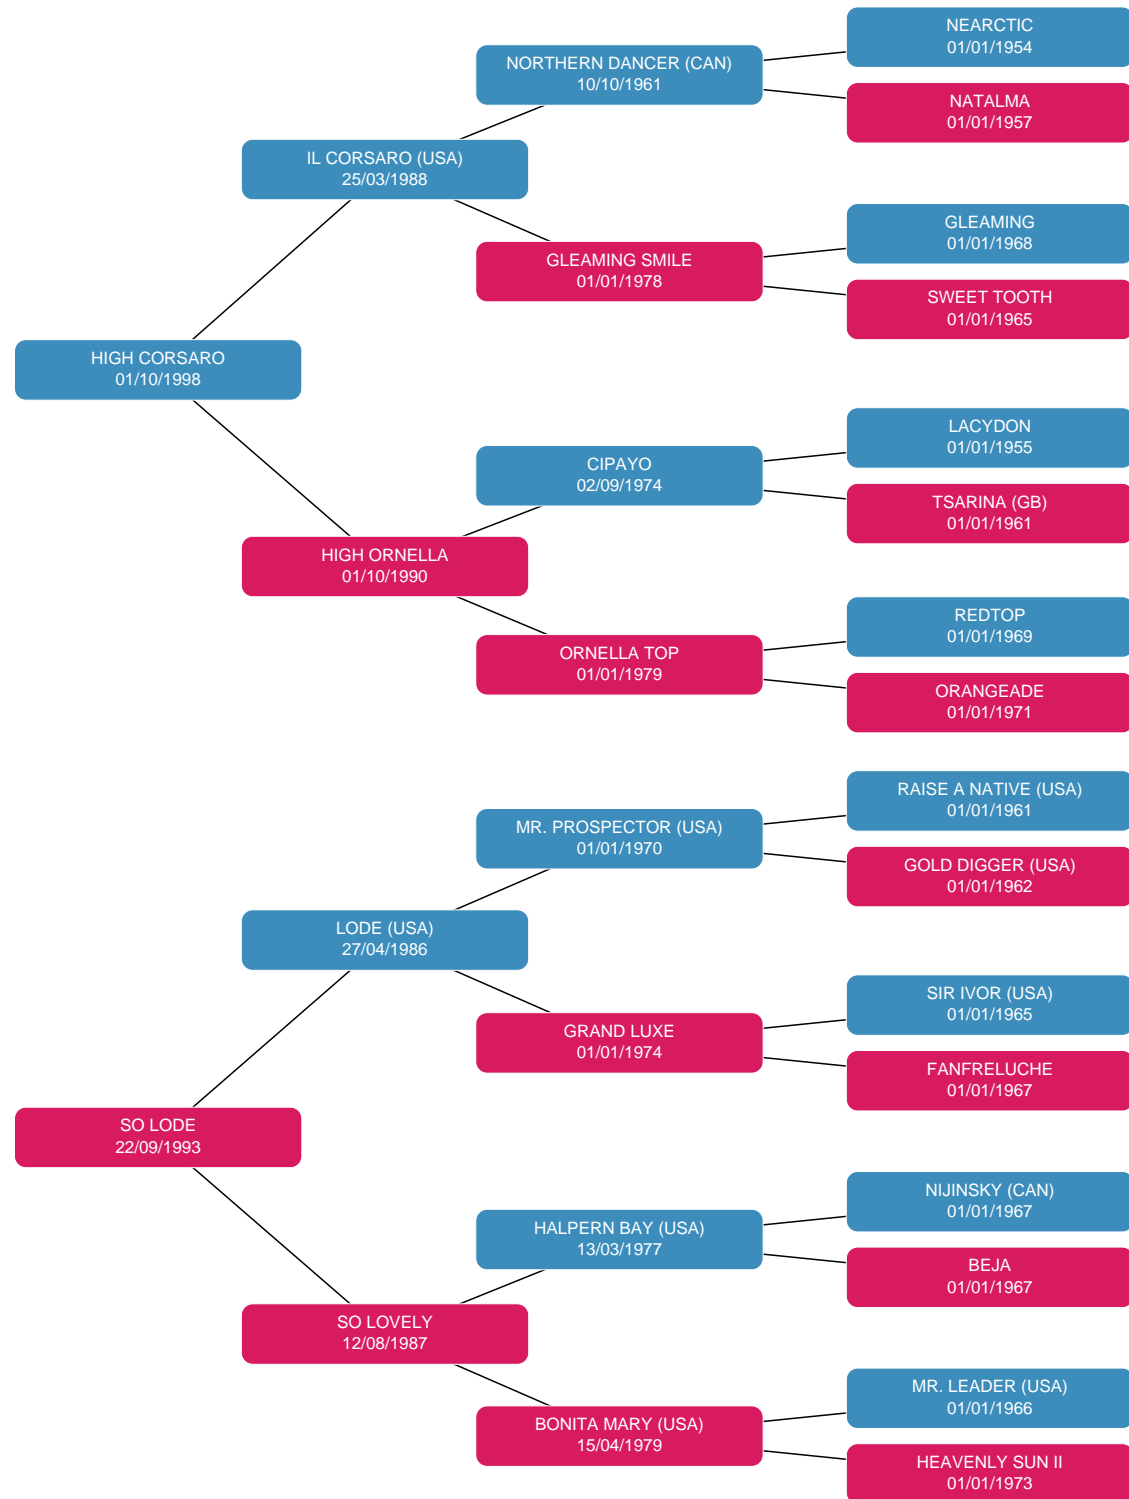 NEARCTIC
01/01/1954
NORTHERN DANCER (CAN)
10/10/1961
NATALMA
01/01/1957
IL CORSARO (USA)
25/03/1988
GLEAMING
01/01/1968
GLEAMING SMILE
01/01/1978
SWEET TOOTH
01/01/1965
HIGH CORSARO
01/10/1998
LACYDON
01/01/1955
CIPAYO
02/09/1974
TSARINA (GB)
01/01/1961
HIGH ORNELLA
01/10/1990
REDTOP
01/01/1969
ORNELLA TOP
01/01/1979
ORANGEADE
01/01/1971
RAISE A NATIVE (USA)
01/01/1961
MR. PROSPECTOR (USA)
01/01/1970
GOLD DIGGER (USA)
01/01/1962
LODE (USA)
27/04/1986
SIR IVOR (USA)
01/01/1965
GRAND LUXE
01/01/1974
FANFRELUCHE
01/01/1967
SO LODE
22/09/1993
NIJINSKY (CAN)
01/01/1967
HALPERN BAY (USA)
13/03/1977
BEJA
01/01/1967
SO LOVELY
12/08/1987
MR. LEADER (USA)
01/01/1966
BONITA MARY (USA)
15/04/1979
HEAVENLY SUN II
01/01/1973